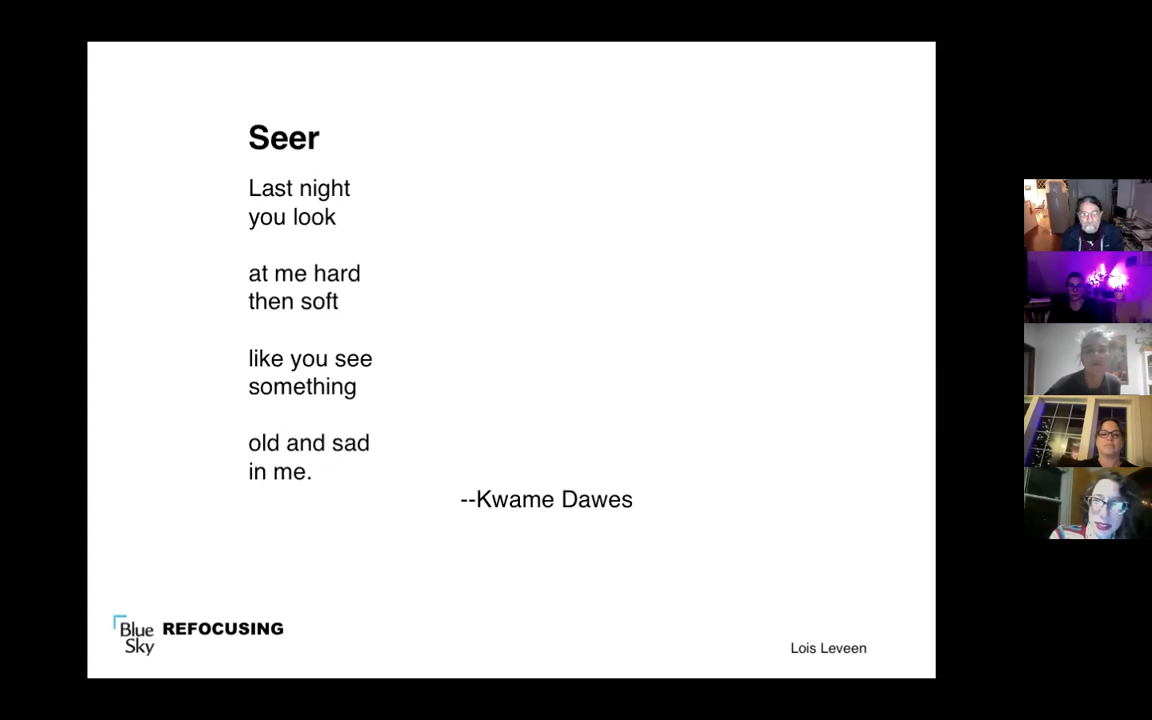 Seer
Last night
you look
at me hard
then soft
like you see
something
old and sad
in me.
--Kwame Dawes
Blue
Sky
REFOCUSING
Lois Leveen